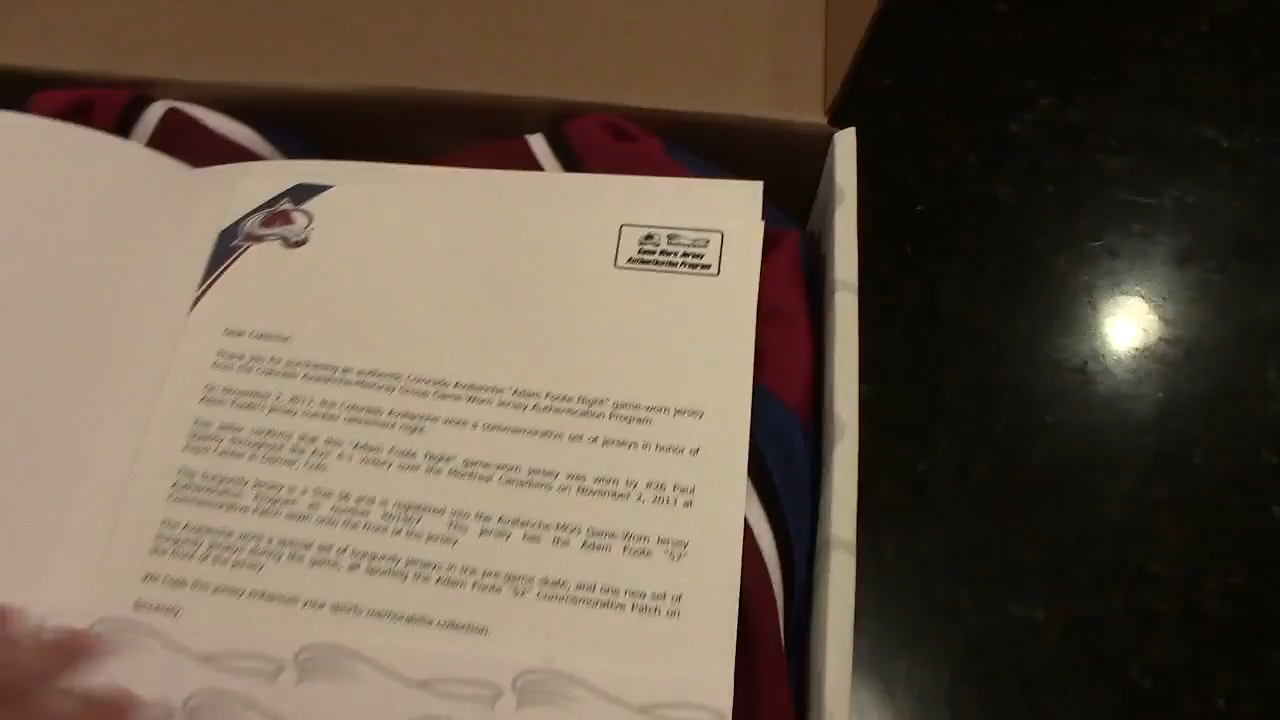 Game Worn Jersey
Authentication Program
Dear Customer,
Thank you for purchasing an authentic Colorado Avalanche "Adam Foote Night" game-worn jersey
from the Colorado Avalanche/MeiGray Group Game Worn Jersey Authentication Program.
On November 2, 2013, the Colorado Avalanche wore a commemorative set of jerseys in honor of
Adam Foote's jersey number retirement night.
This letter confirms that this "Adam Foote Night" game-worn jersey was worn by #26 Paul
Stastny throughout the Avs' 4-1 victory over the Montreal Canadiens on November 2, 2013 at
Pepsi Center in Denver, Colo.
This burgundy jersey is a Size 56 and is registered into the Avalanche-MGG Game-Worn Jersey
Authentication Program as number This jersey has the Adam Foote "52"
Commemorative Patch worn onto the front of the jersey.
The Avalanche wore a special set of burgundy jerseys in the pre-game skate, and one new set of
burgundy jerseys during the game, all sporting the Adam Foote "52" Commemorative Patch on
the front of the jersey.
We hope this jersey enhances your sports memorabilia collection.
Sincerely,